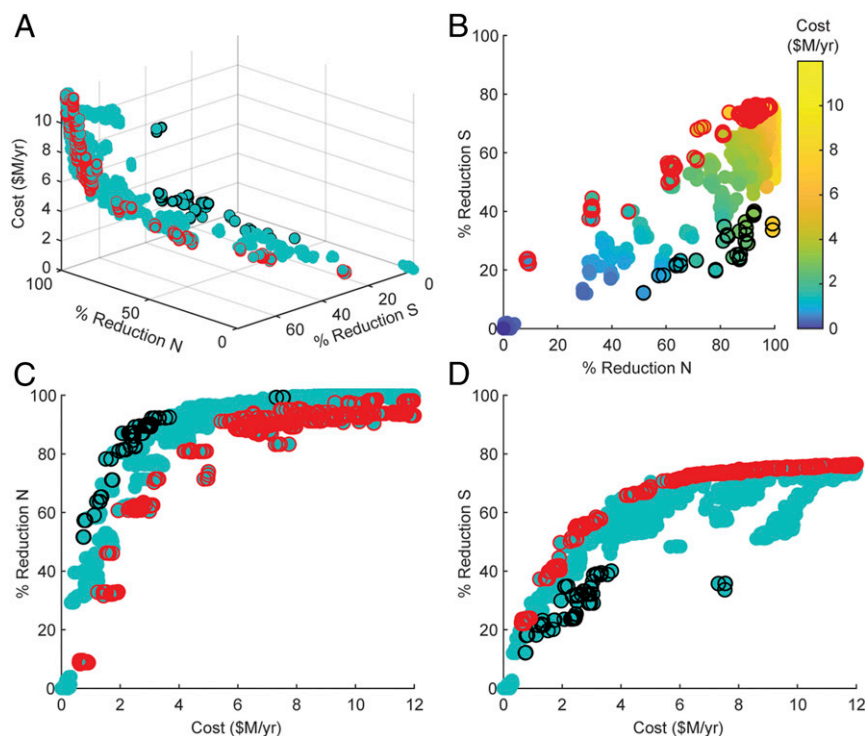 A
Cost ($M/yr)
10
8
6
4
2
0
100
50
0
% Reduction N
60
40
20
0
% Reduction S
B
Cost
($M/yr)
100
80
60
40
20
0
% Reduction S
0 20 40 60 80 100
% Reduction N
10
8
6
4
2
0
C
100
80
60
40
20
0
% Reduction N
0 2 4 6 8 10 12
Cost ($M/yr)
D
100
80
60
40
20
0
% Reduction S
0 2 4 6 8 10 12
Cost ($M/yr)